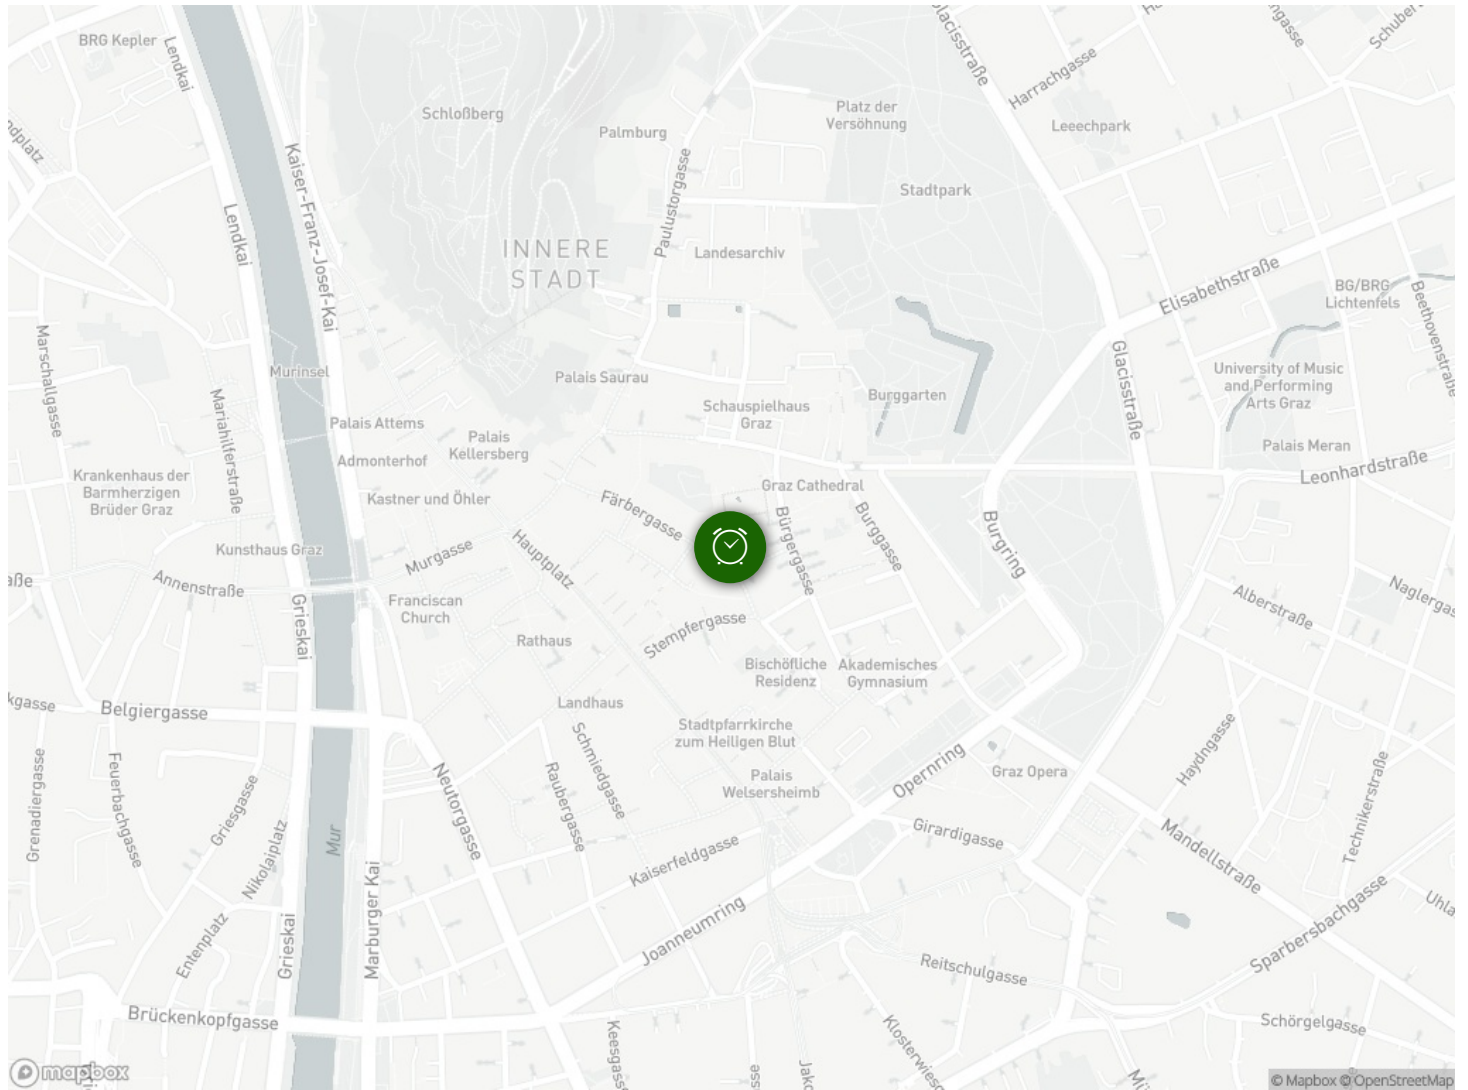 BRG Kepler
Lendkai
Schloßberg
Palmburg
Platz der
Versöhnung
Glacisstraße
Harrachgasse
Leechpark
Kaiser-Franz-Josef-Kai
Lendkai
Paulustorgasse
Stadtpark
INNERE
STADT
Landesarchiv
Elisabethstraße
BG/BRG
Lichtenfels
Beethovenstraße
Marschallgasse
Murinsel
Mariahilferstraße
Palais Saurau
Palais Attems
Schauspielhaus
Graz
Burggarten
Glacisstraße
University of Music
and Performing
Arts Graz
Palais
Kellersberg
Admonterhof
Palais Meran
Leonhardstraße
Krankenhaus der
Barmherzigen
Brüder Graz
Kastner und Öhler
Färbergasse
Graz Cathedral
Bürgergasse
Burggasse
Burgring
Kunsthaus Graz
Murgasse
Hauptplatz
Annenstraße
Grieskai
Franciscan
Church
Rathaus
Stempfergasse
Alberstraße
Bischöfliche
Residenz
Akademisches
Gymnasium
Belgiergasse
Landhaus
Schmiedgasse
Stadtpfarrkirche
zum Heiligen Blut
Palais
Welsersheimb
Opernring
Graz Opera
Haydngasse
Grenadiergasse
Feuerbachgasse
Griesgasse
Nikolaiplatz
Mur
Neutorgasse
Raubergasse
Kaiserfeldgasse
Girardigasse
Mandellstraße
Technikerstraße
Entenplatz
Grieskai
Marburger Kai
Joanneumring
Reitschulgasse
Sparbersbachgasse
Brückenkopfgasse
Keesgasse
Schörgelgasse
mapbox
© Mapbox © OpenStreetMap